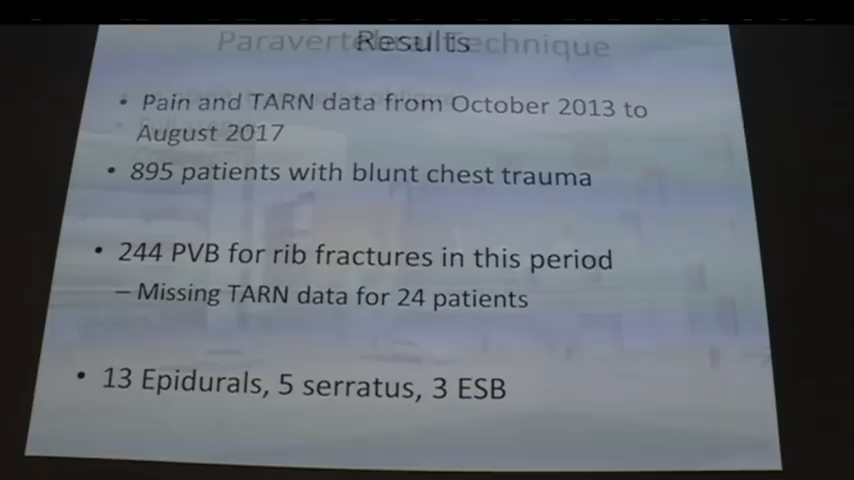 Paravertebral Technique
Results
• Pain and TARN data from October 2013 to
August 2017
• 895 patients with blunt chest trauma
• 244 PVB for rib fractures in this period
– Missing TARN data for 24 patients
• 13 Epidurals, 5 serratus, 3 ESB